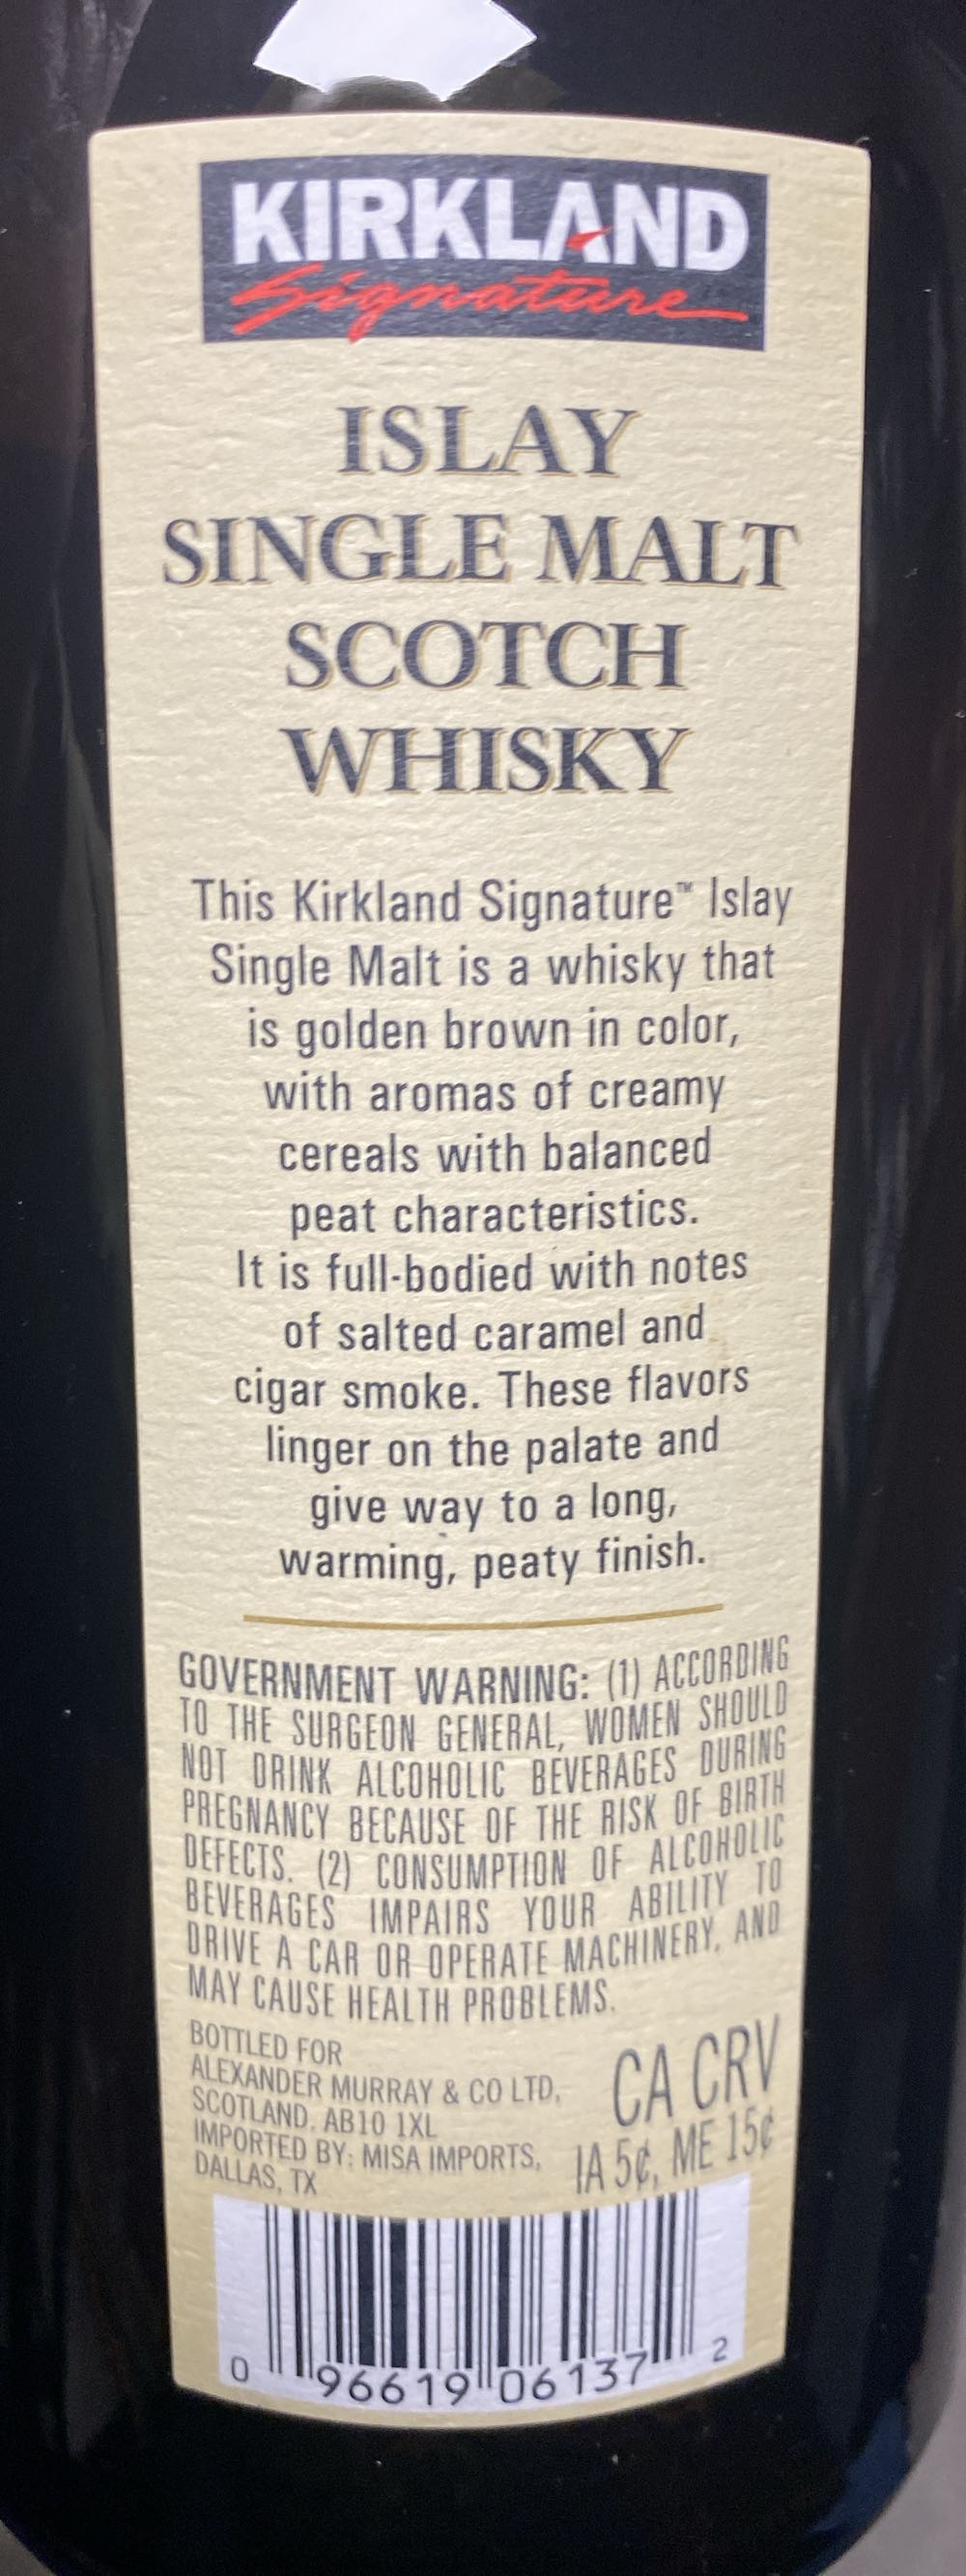 KIRKLAND
Signature
ISLAY
SINGLE MALT
SCOTCH
WHISKY
This Kirkland Signature™ Islay
Single Malt is a whisky that
is golden brown in color,
with aromas of creamy
cereals with balanced
peat characteristics.
It is full-bodied with notes
of salted caramel and
cigar smoke. These flavors
linger on the palate and
give way to a long,
warming, peaty finish.
GOVERNMENT WARNING: (1) ACCORDING
TO THE SURGEON GENERAL, WOMEN SHOULD
NOT DRINK ALCOHOLIC BEVERAGES DURING
PREGNANCY BECAUSE OF THE RISK OF BIRTH
DEFECTS. (2) CONSUMPTION OF ALCOHOLIC
BEVERAGES IMPAIRS YOUR ABILITY TO
DRIVE A CAR OR OPERATE MACHINERY, AND
MAY CAUSE HEALTH PROBLEMS.
BOTTLED FOR
ALEXANDER MURRAY & CO LTD,
SCOTLAND. AB10 1XL
IMPORTED BY: MISA IMPORTS,
DALLAS, TX
CA CRV
IA 5¢, ME 15¢
0 96619 06137 2